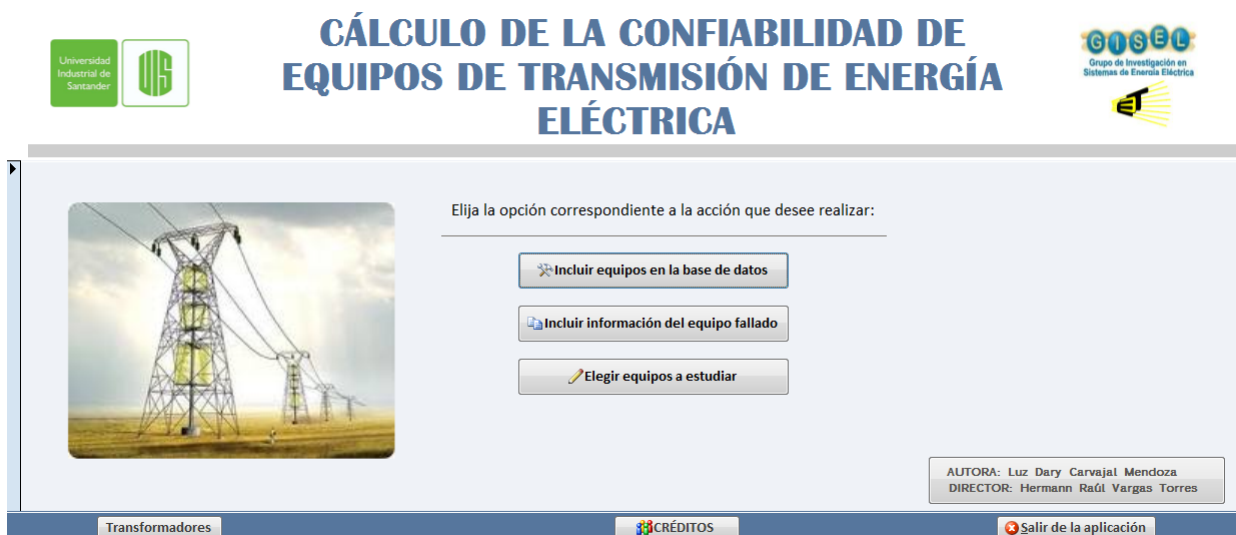 Universidad
Industrial de
Santander
UIS
CÁLCULO DE LA CONFIABILIDAD DE
EQUIPOS DE TRANSMISIÓN DE ENERGÍA
ELÉCTRICA
GISEL
Grupo de Investigación en
Sistemas de Energía Eléctrica
Elija la opción correspondiente a la acción que desee realizar:
Incluir equipos en la base de datos
Incluir información del equipo fallado
Elegir equipos a estudiar
AUTORA: Luz Dary Carvajal Mendoza
DIRECTOR: Hermann Raúl Vargas Torres
Transformadores
CRÉDITOS
Salir de la aplicación